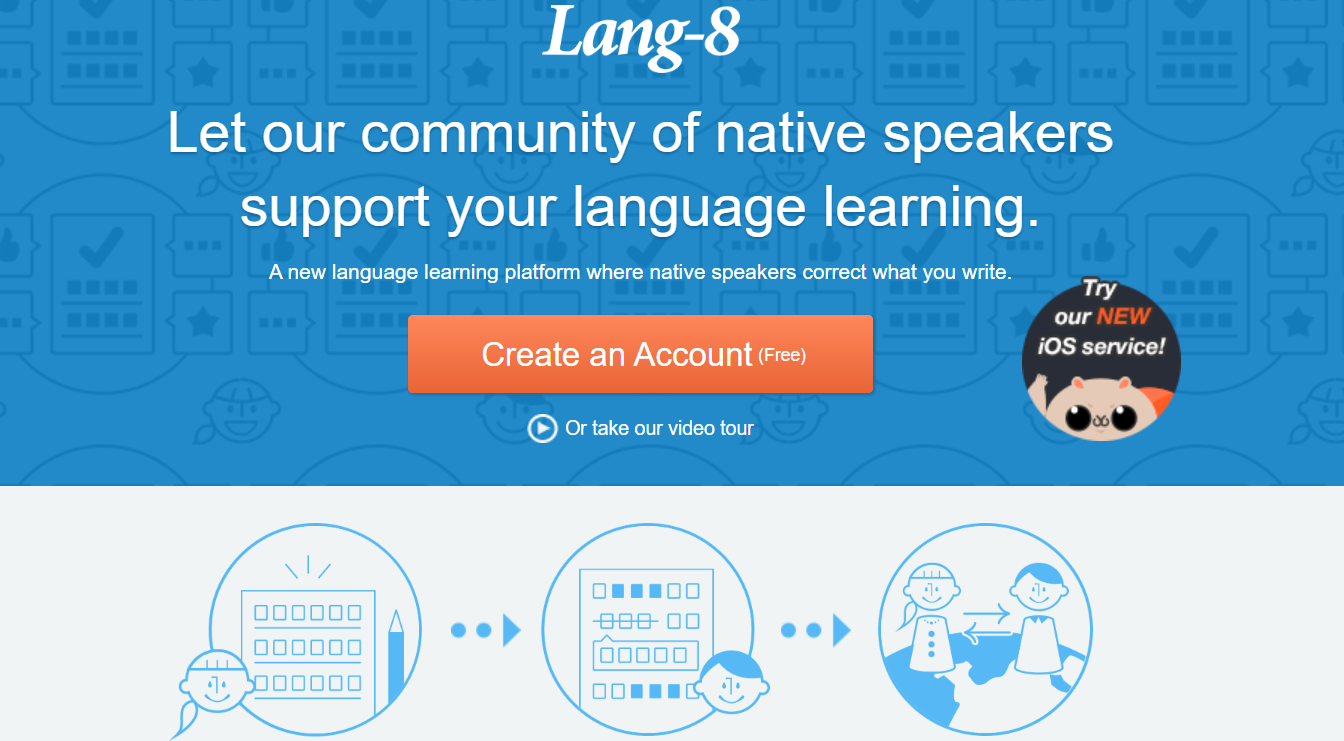 Lang-8
Let our community of native speakers
support your language learning.
A new language learning platform where native speakers correct what you write.
Create an Account (Free)
Or take our video tour
Try
our NEW
iOS service!